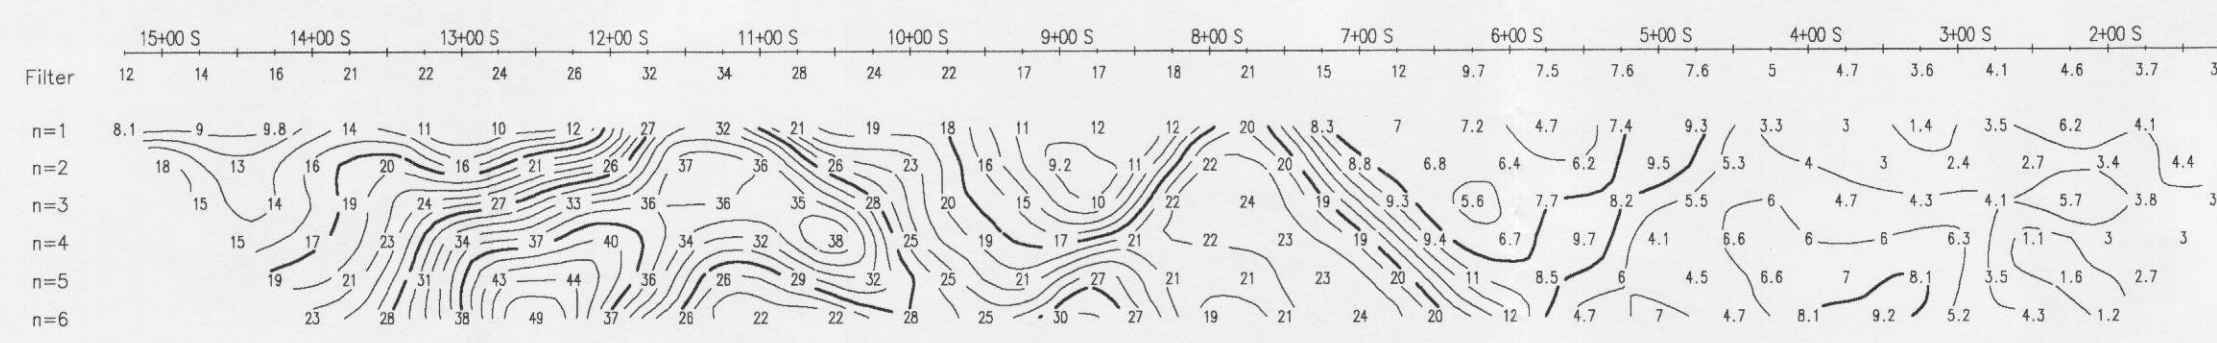 15+00 S 14+00 S 13+00 S 12+00 S 11+00 S 10+00 S 9+00 S 8+00 S 7+00 S 6+00 S 5+00 S 4+00 S 3+00 S 2+00 S
Filter 12 14 16 21 22 24 26 32 34 28 24 22 17 17 18 21 15 12 9.7 7.5 7.6 7.6 5 4.7 3.6 4.1 4.6 3.7
n=1 8.1 9 9.8 14 11 10 12 27 32 21 19 18 11 12 12 20 8.3 7 7.2 4.7 7.4 9.3 3.3 3 1.4 3.5 6.2 4.1
n=2 18 13 16 20 16 21 26 37 36 26 23 16 9.2 11 22 20 8.8 6.8 6.4 6.2 9.5 5.3 4 3 2.4 2.7 3.4 4.4
n=3 15 14 19 24 27 33 36 36 35 28 20 15 10 22 24 19 9.3 5.6 7.7 8.2 5.5 6 4.7 4.3 4.1 5.7 3.8
n=4 15 17 23 34 37 40 34 32 38 25 19 17 21 22 23 19 9.4 6.7 9.7 4.1 6.6 6 6 6.3 1.1 3 3
n=5 19 21 31 43 44 36 26 29 32 25 21 27 21 21 23 20 11 8.5 6 4.5 6.6 7 8.1 3.5 1.6 2.7
n=6 23 28 38 49 37 26 22 22 28 25 30 27 19 21 24 20 12 4.7 7 4.7 8.1 9.2 5.2 4.3 1.2